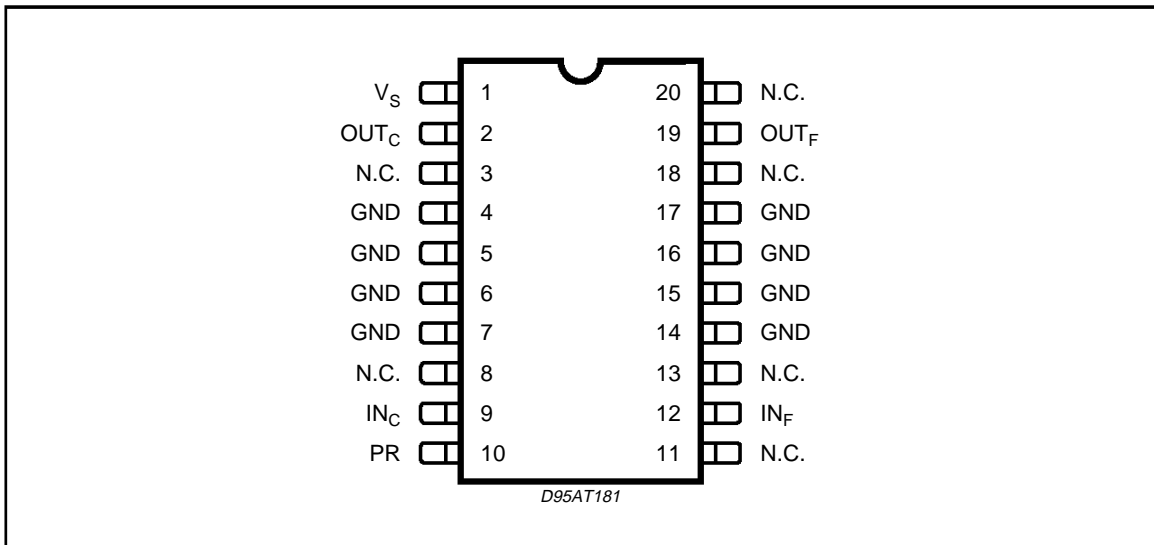 V_S 1 20 N.C.
OUT_C 2 19 OUT_F
N.C. 3 18 N.C.
GND 4 17 GND
GND 5 16 GND
GND 6 15 GND
GND 7 14 GND
N.C. 8 13 N.C.
IN_C 9 12 IN_F
PR 10 11 N.C.
D95AT181